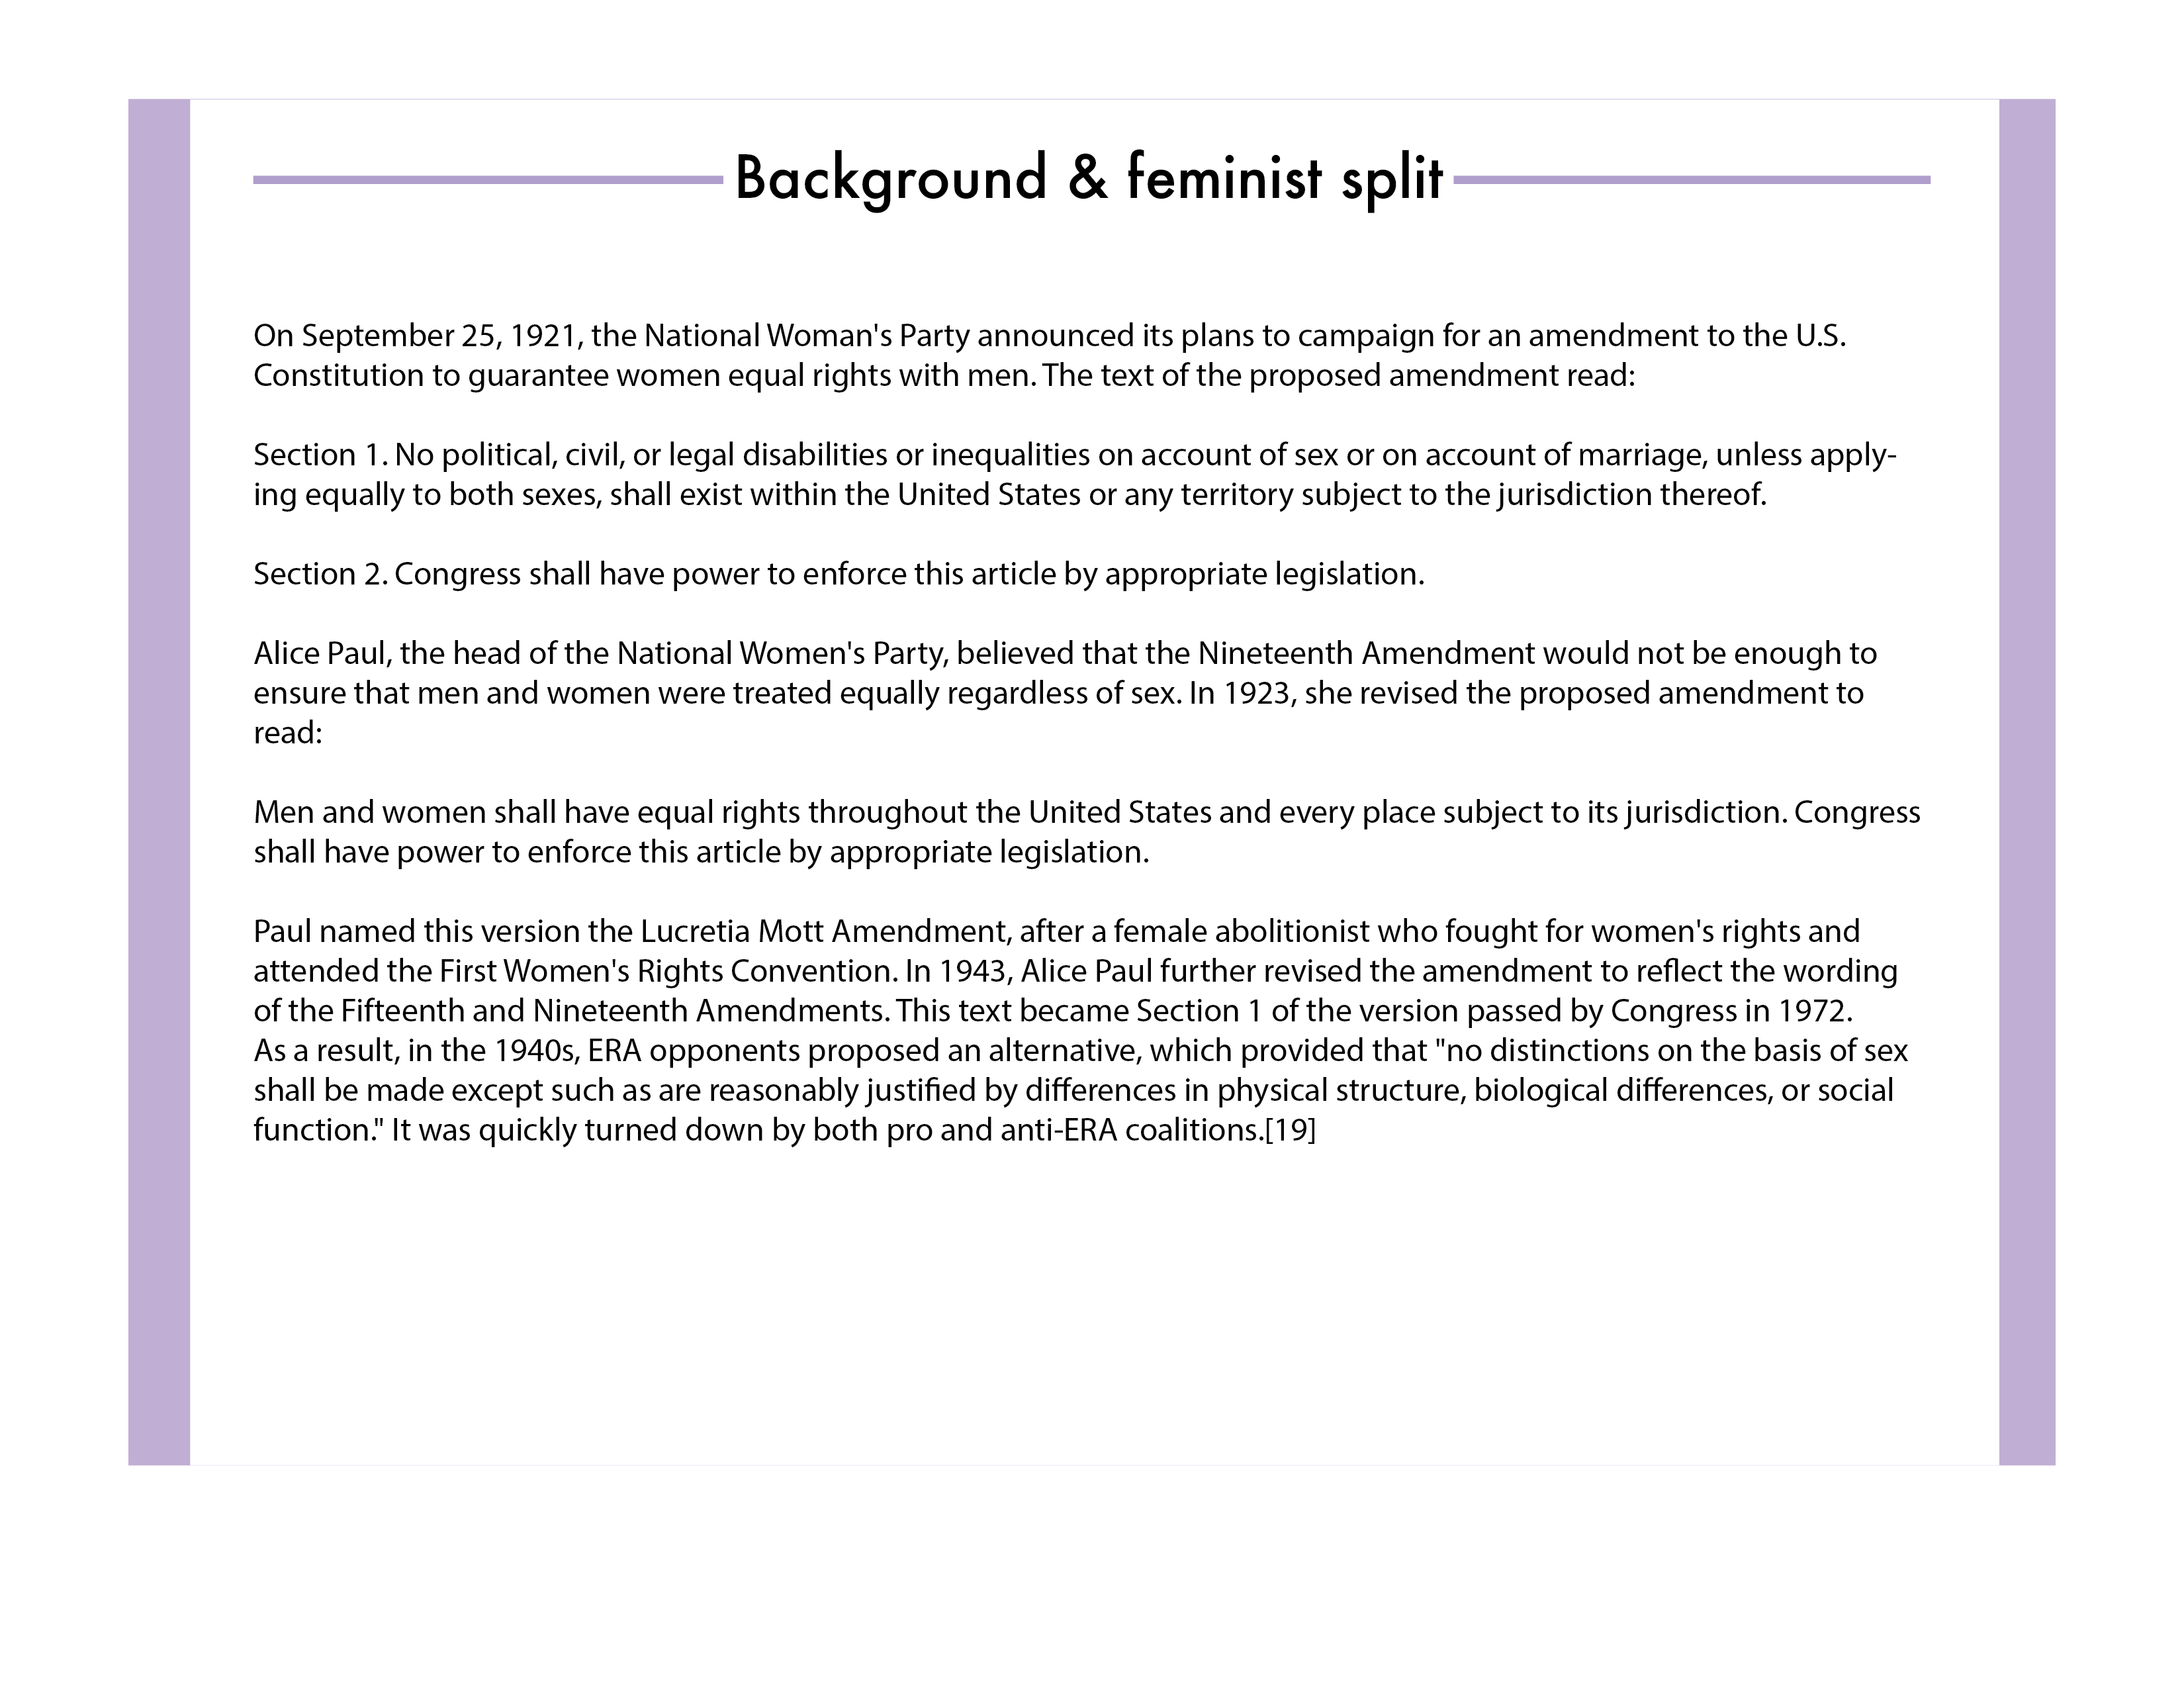 Background & feminist split
On September 25, 1921, the National Woman's Party announced its plans to campaign for an amendment to the U.S.
Constitution to guarantee women equal rights with men. The text of the proposed amendment read:
Section 1. No political, civil, or legal disabilities or inequalities on account of sex or on account of marriage, unless apply-
ing equally to both sexes, shall exist within the United States or any territory subject to the jurisdiction thereof.
Section 2. Congress shall have power to enforce this article by appropriate legislation.
Alice Paul, the head of the National Women's Party, believed that the Nineteenth Amendment would not be enough to
ensure that men and women were treated equally regardless of sex. In 1923, she revised the proposed amendment to
read:
Men and women shall have equal rights throughout the United States and every place subject to its jurisdiction. Congress
shall have power to enforce this article by appropriate legislation.
Paul named this version the Lucretia Mott Amendment, after a female abolitionist who fought for women's rights and
attended the First Women's Rights Convention. In 1943, Alice Paul further revised the amendment to reflect the wording
of the Fifteenth and Nineteenth Amendments. This text became Section 1 of the version passed by Congress in 1972.
As a result, in the 1940s, ERA opponents proposed an alternative, which provided that "no distinctions on the basis of sex
shall be made except such as are reasonably justified by differences in physical structure, biological differences, or social
function." It was quickly turned down by both pro and anti-ERA coalitions.[19]